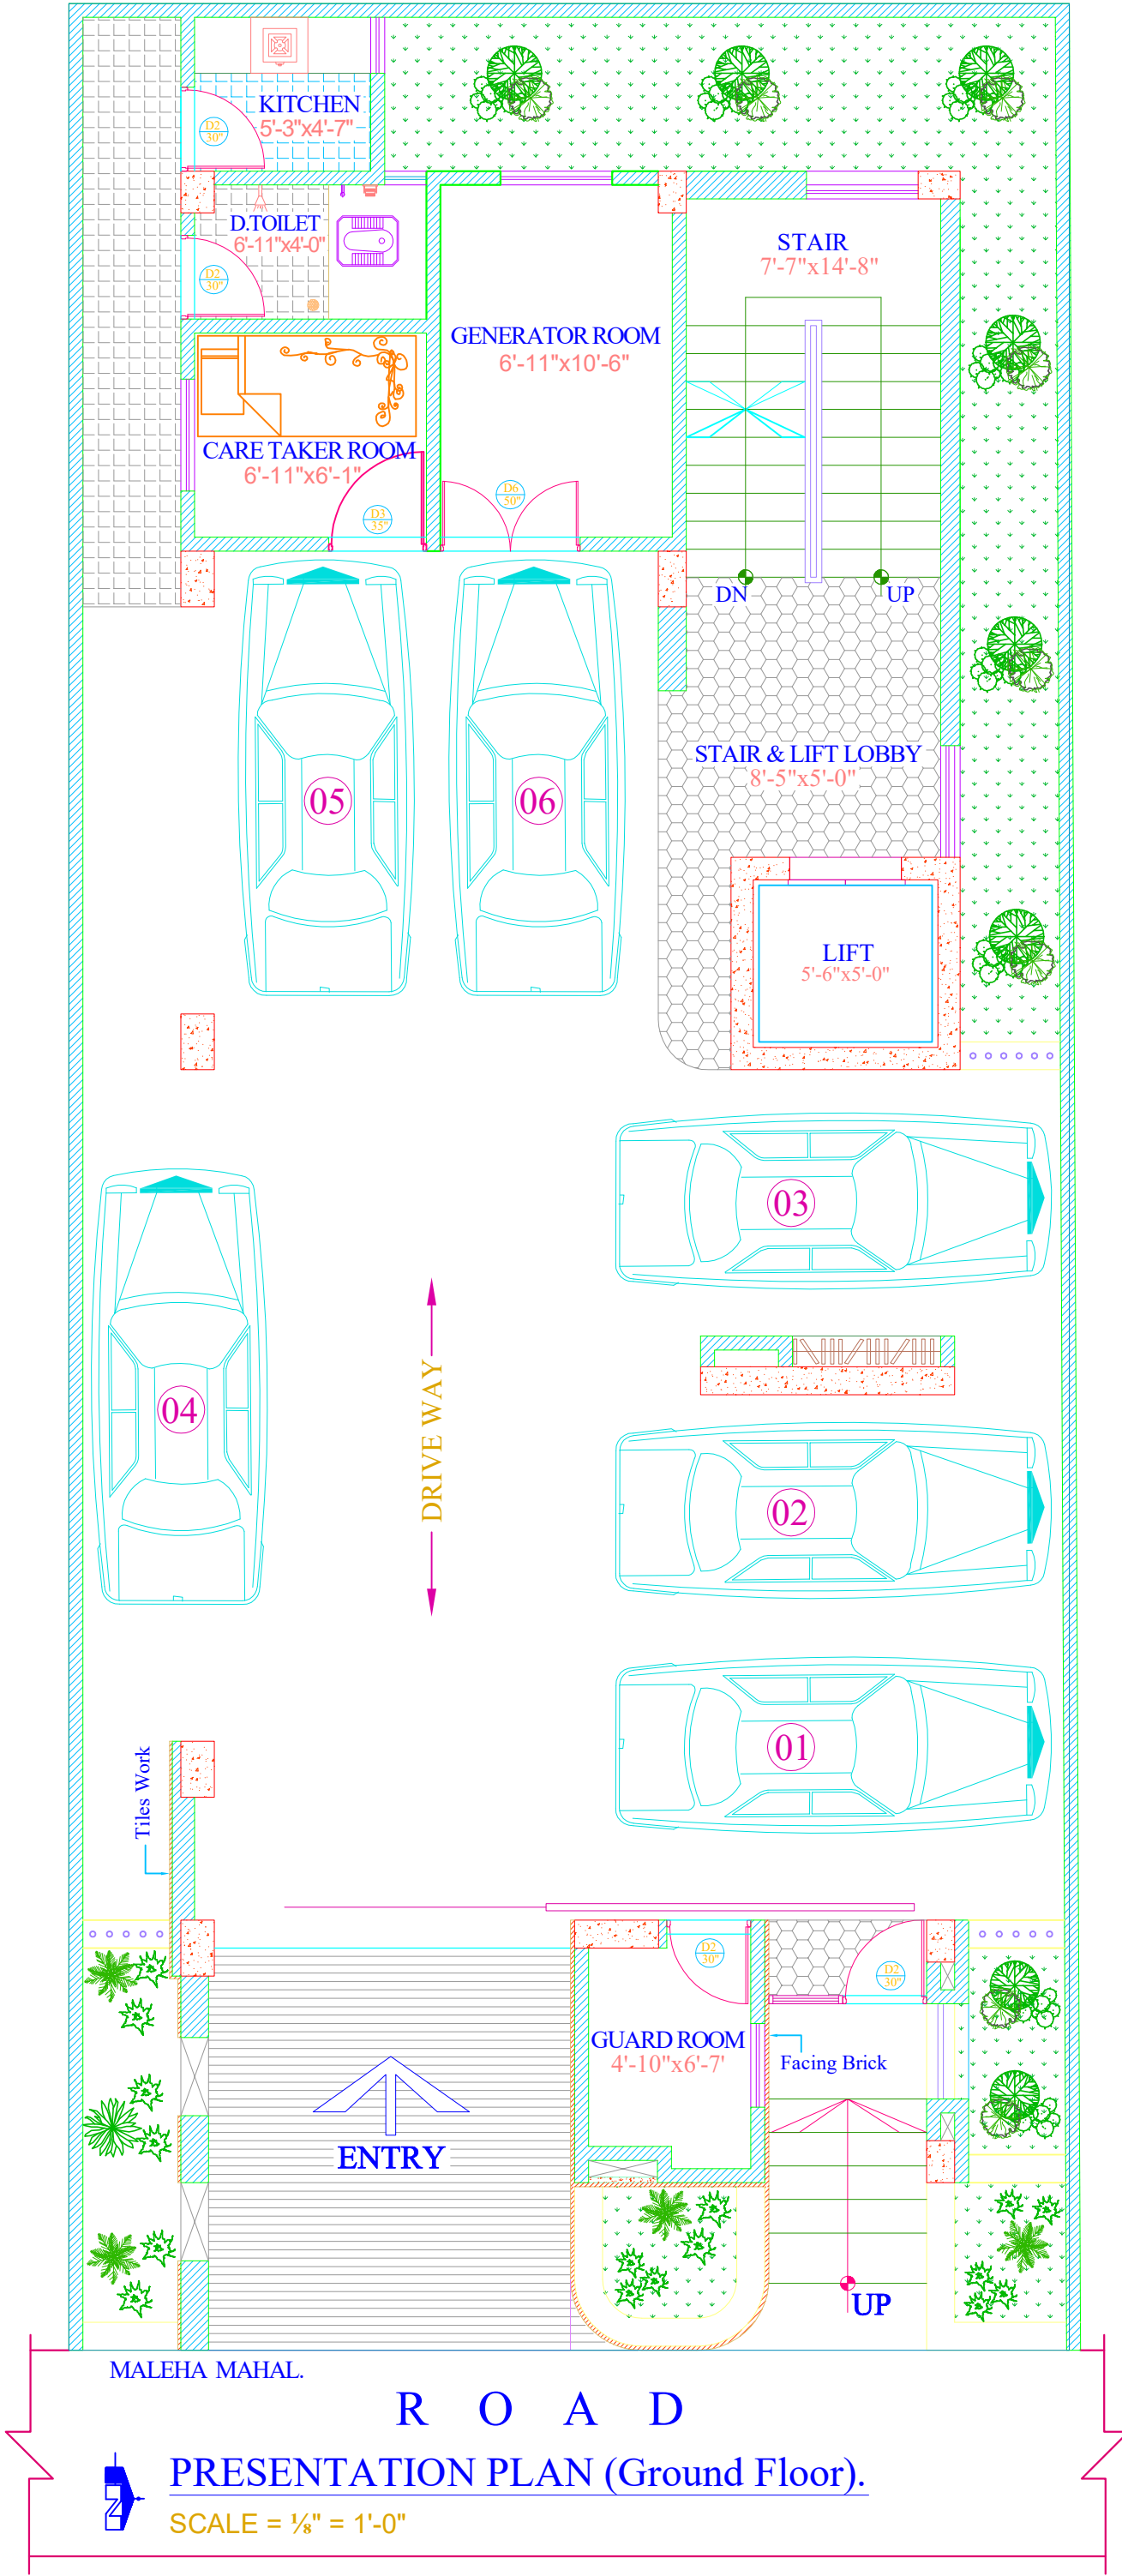 KITCHEN
5'-3"x4'-7"
D2
30"
D.TOILET
6'-11"x4'-0"
D2
30"
STAIR
7'-7"x14'-8"
GENERATOR ROOM
6'-11"x10'-6"
CARE TAKER ROOM
6'-11"x6'-1"
D6
50"
D3
35"
DN
UP
STAIR & LIFT LOBBY
8'-5"x5'-0"
05
06
LIFT
5'-6"x5'-0"
03
04
DRIVE WAY
02
01
Tiles Work
D2
30"
D2
30"
GUARD ROOM
4'-10"x6'-7'
Facing Brick
ENTRY
UP
MALEHA MAHAL.
R O A D
PRESENTATION PLAN (Ground Floor).
N
SCALE = ⅛" = 1'-0"